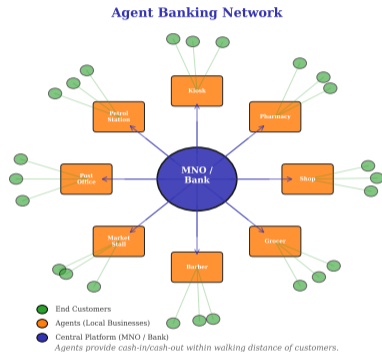 Agent Banking Network
Kiosk
Petrol
Station
Pharmacy
MNO /
Bank
Post
Office
Shop
Market
Stall
Grocer
Barber
End Customers
Agents (Local Businesses)
Central Platform (MNO / Bank)
Agents provide cash-in/cash-out within walking distance of customers.